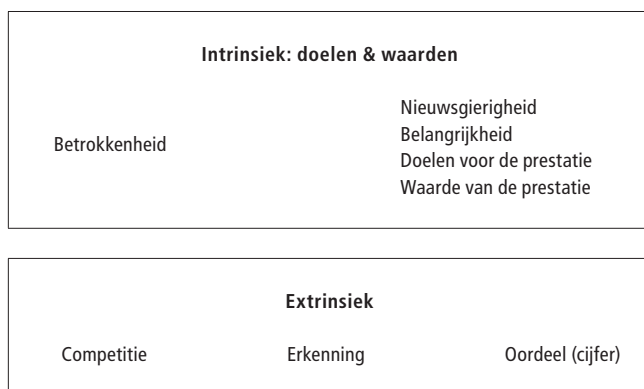 Intrinsiek: doelen & waarden
Betrokkenheid
Nieuwsgierigheid
Belangrijkheid
Doelen voor de prestatie
Waarde van de prestatie
Extrinsiek
Competitie Erkenning Oordeel (cijfer)